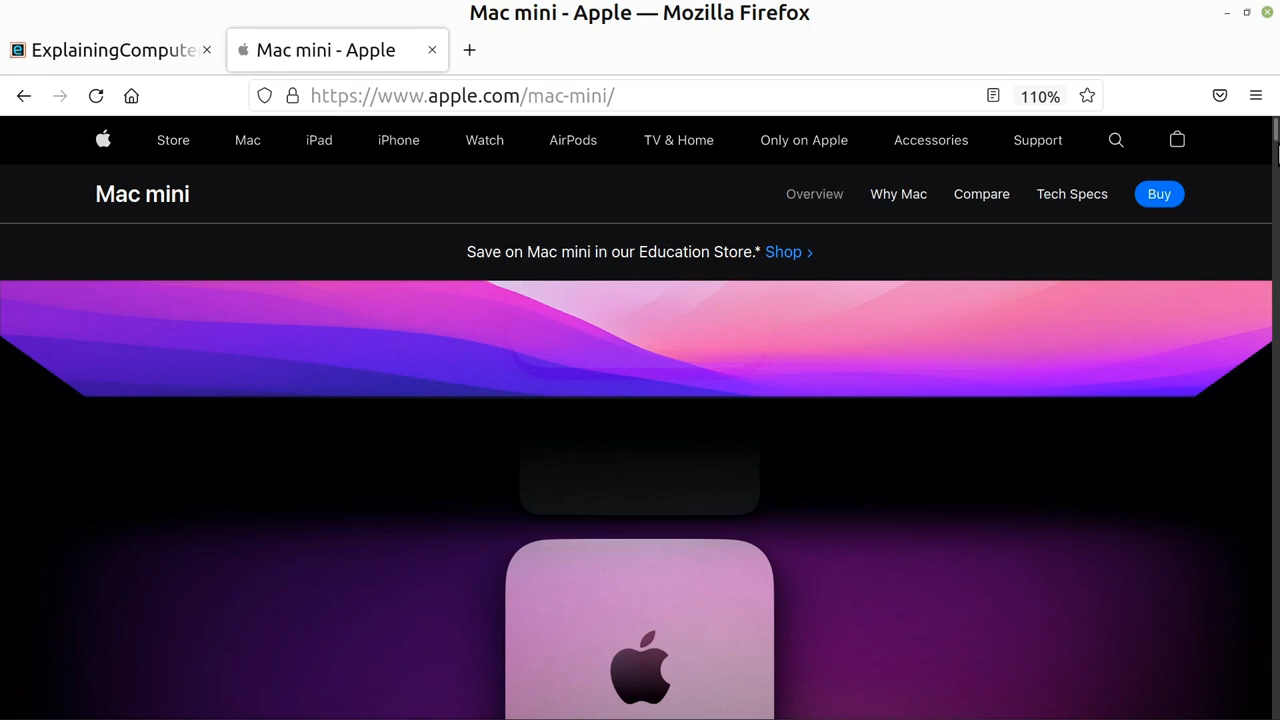 Mac mini - Apple — Mozilla Firefox
ExplainingCompute
Mac mini - Apple
https://www.apple.com/mac-mini/
110%
Store Mac iPad iPhone Watch AirPods TV & Home Only on Apple Accessories Support
Mac mini
Overview Why Mac Compare Tech Specs Buy
Save on Mac mini in our Education Store.* Shop >